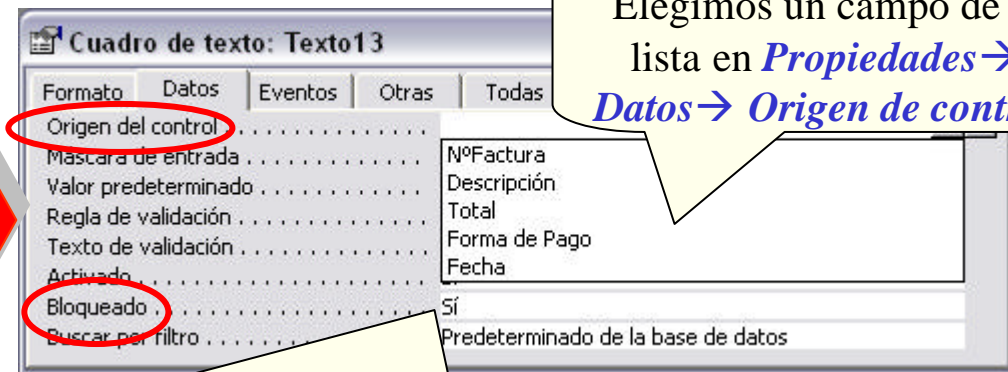 Elegimos un campo de
lista en Propiedades→
Datos→ Origen de cont
Cuadro de texto: Texto13
Formato Datos Eventos Otras Todas
Origen del control . . . . . . . . . . . . . . .
Máscara de entrada . . . . . . . . . . . . .
Valor predeterminado . . . . . . . . . . . .
Regla de validación . . . . . . . . . . . . . .
Texto de validación . . . . . . . . . . . . .
NºFactura
Descripción
Total
Forma de Pago
Fecha
Activado . . . . . . . . . . . . . . . . . . . . .
Bloqueado . . . . . . . . . . . . . . . . . . . Sí
Buscar por filtro . . . . . . . . . Predeterminado de la base de datos